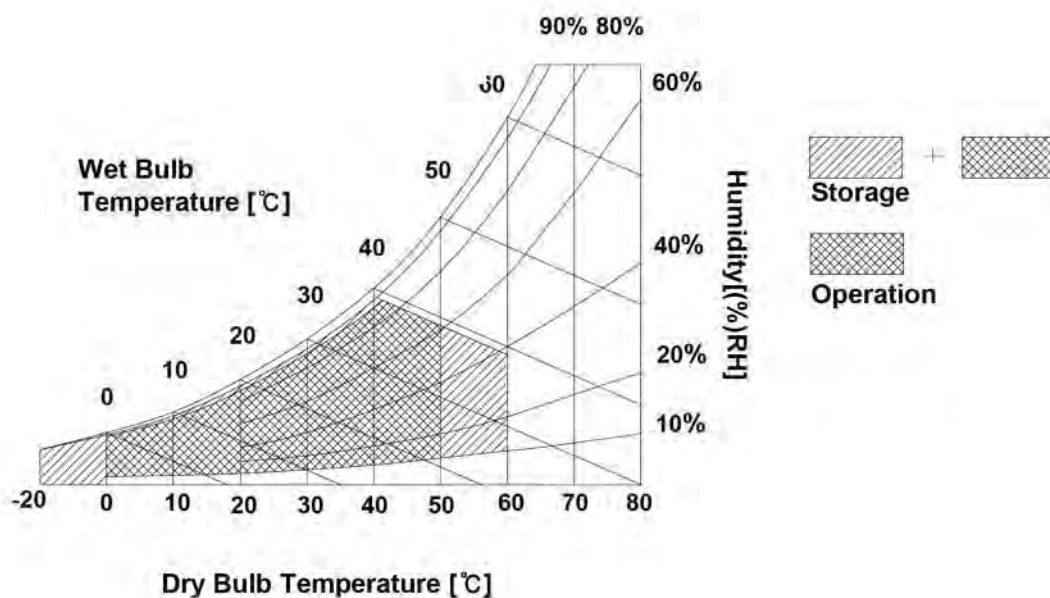 90% 80%
60
60%
50
Wet Bulb
Temperature [℃]
40
40%
30
20
20%
10
0
10%
-20 0 10 20 30 40 50 60 70 80
Dry Bulb Temperature [℃]
Humidity[(%)RH]
+
Storage
Operation